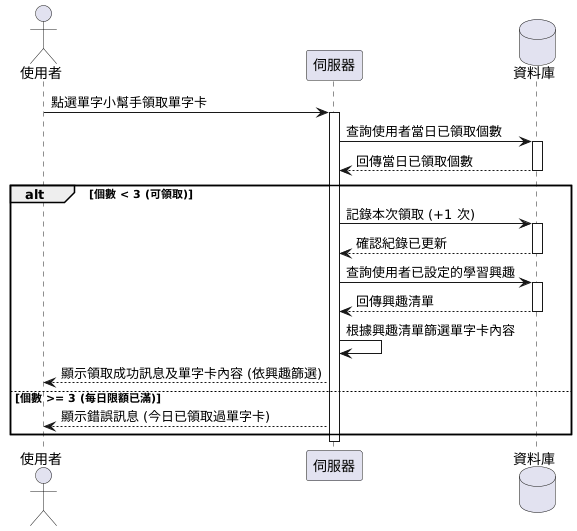 使用者
伺服器
資料庫
點選單字小幫手領取單字卡
查詢使用者當日已領取個數
回傳當日已領取個數
alt
[個數 < 3 (可領取)]
記錄本次領取 (+1 次)
確認紀錄已更新
查詢使用者已設定的學習興趣
回傳興趣清單
根據興趣清單篩選單字卡內容
顯示領取成功訊息及單字卡內容 (依興趣篩選)
[個數 >= 3 (每日限額已滿)]
顯示錯誤訊息 (今日已領取過單字卡)
使用者
伺服器
資料庫